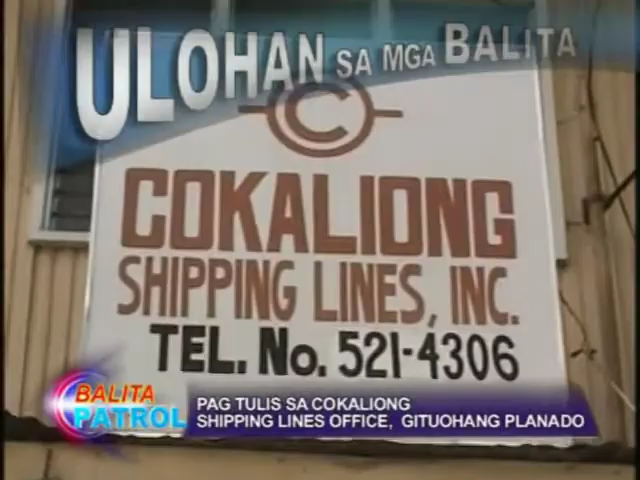 ULOHAN SA MGA BALITA
C
COKALIONG
SHIPPING LINES, INC.
TEL. No. 521-4306
BALITA
PATROL
PAG TULIS SA COKALIONG
SHIPPING LINES OFFICE, GITUOHANG PLANADO